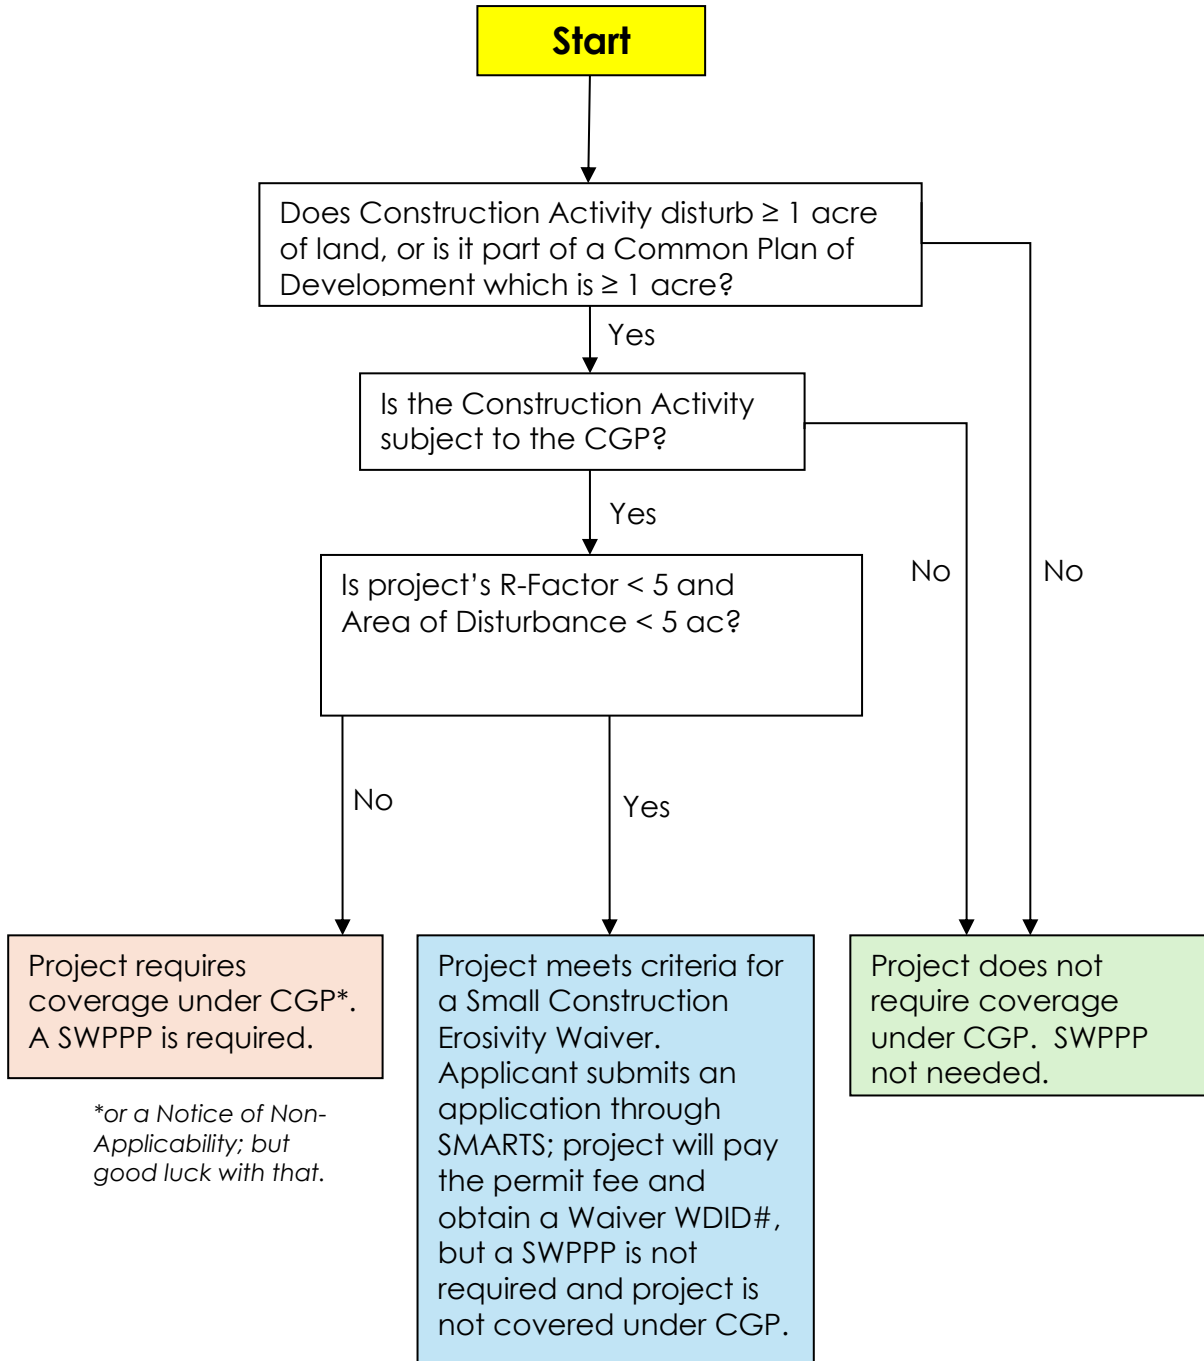 Start
Does Construction Activity disturb ≥ 1 acre
of land, or is it part of a Common Plan of
Development which is ≥ 1 acre?
Yes
Is the Construction Activity
subject to the CGP?
Yes
Is project’s R-Factor < 5 and
Area of Disturbance < 5 ac?
No
No
No
Yes
Project requires
coverage under CGP*.
A SWPPP is required.
*or a Notice of Non-
Applicability; but
good luck with that.
Project meets criteria for
a Small Construction
Erosivity Waiver.
Applicant submits an
application through
SMARTS; project will pay
the permit fee and
obtain a Waiver WDID#,
but a SWPPP is not
required and project is
not covered under CGP.
Project does not
require coverage
under CGP.  SWPPP
not needed.